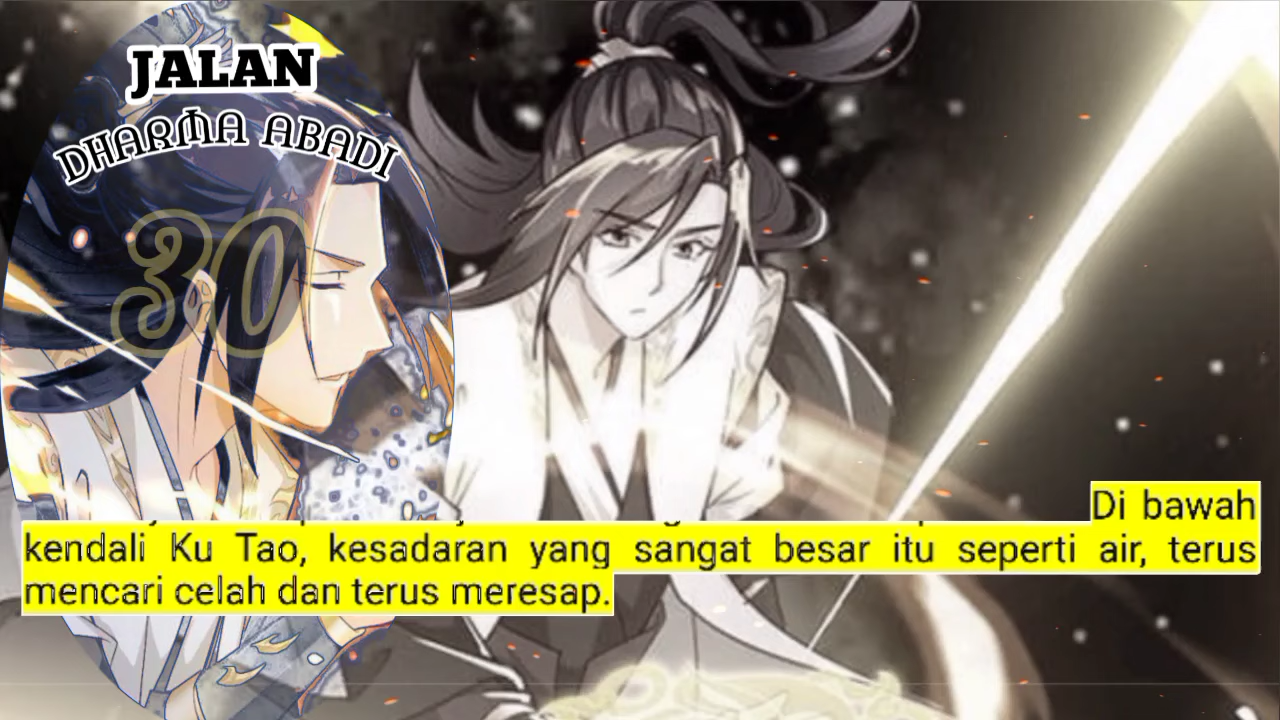 JALAN
DHARMA ABADI
30
Di bawah
kendali Ku Tao, kesadaran yang sangat besar itu seperti air, terus
mencari celah dan terus meresap.